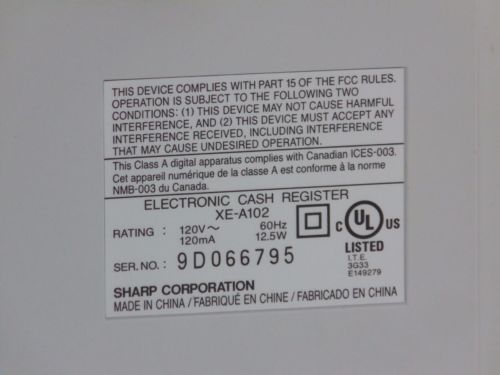 THIS DEVICE COMPLIES WITH PART 15 OF THE FCC RULES.
OPERATION IS SUBJECT TO THE FOLLOWING TWO
CONDITIONS: (1) THIS DEVICE MAY NOT CAUSE HARMFUL
INTERFERENCE, AND (2) THIS DEVICE MUST ACCEPT ANY
INTERFERENCE RECEIVED, INCLUDING INTERFERENCE
THAT MAY CAUSE UNDESIRED OPERATION.
This Class A digital apparatus complies with Canadian ICES-003.
Cet appareil numérique de la classe A est conforme à la norme
NMB-003 du Canada.
ELECTRONIC CASH REGISTER
XE-A102
RATING : 120V~ 60Hz
120mA 12.5W
C UL US
LISTED
I.T.E.
3G33
E149279
SER.NO. : 9D066795
SHARP CORPORATION
MADE IN CHINA / FABRIQUÉ EN CHINE / FABRICADO EN CHINA